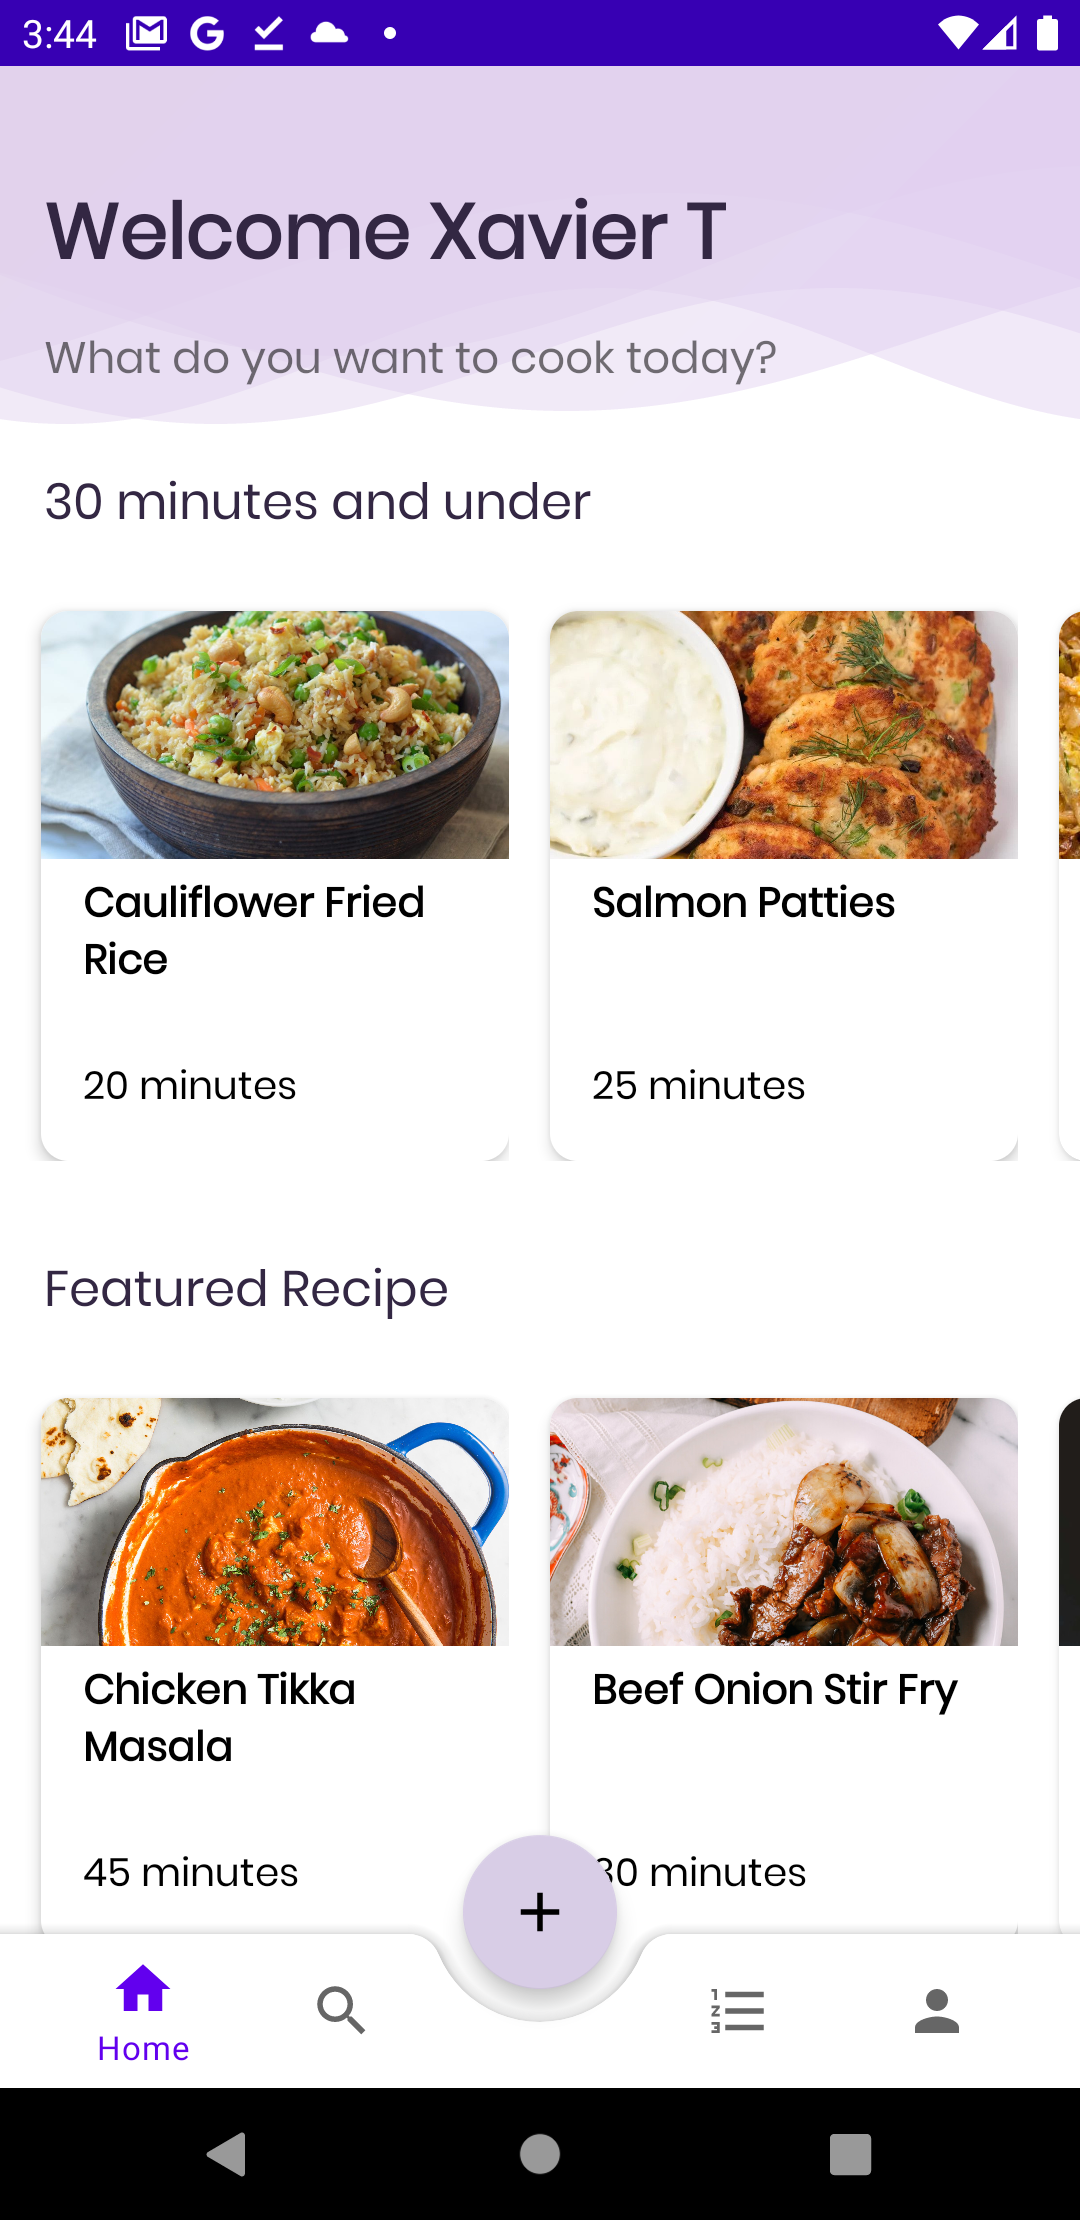 3:44
Welcome Xavier T
What do you want to cook today?
30 minutes and under
Cauliflower Fried
Rice
20 minutes
Salmon Patties
25 minutes
Featured Recipe
Chicken Tikka
Masala
45 minutes
Beef Onion Stir Fry
30 minutes
Home